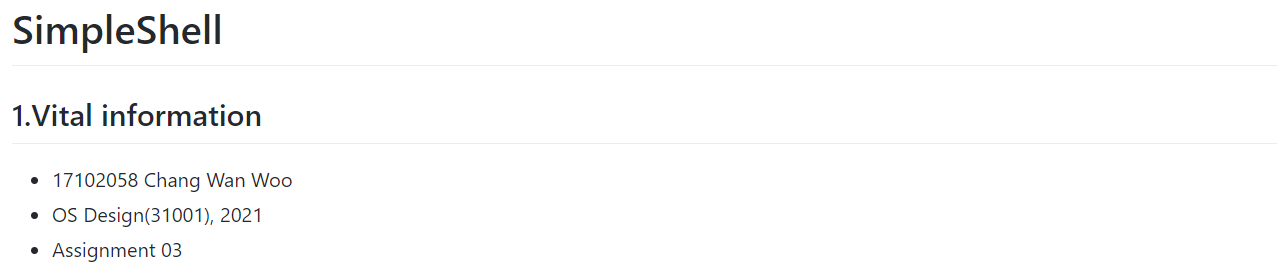 SimpleShell
1.Vital information
17102058 Chang Wan Woo
OS Design(31001), 2021
Assignment 03